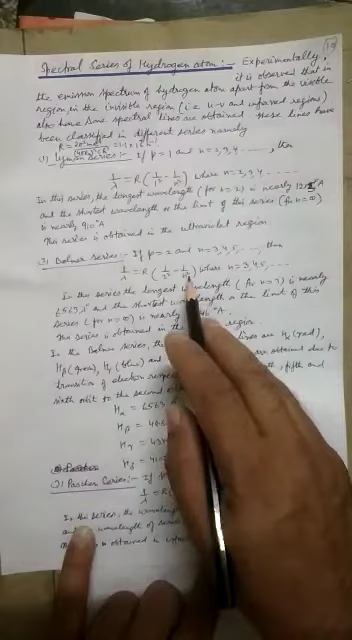 Spectral Series of Hydrogen atom :- Experimentally,
it is observed that in
the emission spectrum of hydrogen atom apart from the visible
region, in the invisible region (i.e. u-v and infrared regions)
also some spectral lines are obtained these lines have
been classified in different series namely
(1) Lyman Series :- If p=1 and n=2,3,4 ....., then
1/λ = R (1/1² - 1/n²) where n=2,3,4.....
In this series, the longest wavelength (for n=2) is nearly
and the shortest wavelength or the limit of this series (for n=∞)
is nearly 910 °A
This series is obtained in the ultraviolet region
(2) Balmer series :- If p=2 and n=3,4,5, ....., then
1/λ = R (1/2² - 1/n²) where n=3,4,5,.....
In this series the longest wavelength (for n=3) is nearly
6563 A° and the shortest wavelength or the limit of this
series (for n=∞) is nearly 46 °A.
This series is obtained in the region.
In the Balmer series, the lines are Hα (red),
Hβ (green), Hγ (blue) and are obtained due to
transition of electron fifth and
sixth orbit to the second
Hα = 6563
Hβ =
Hγ =
Hδ =
Paschen Series :- If
1/λ = R(
In this series, the
wavelength of series
is obtained in